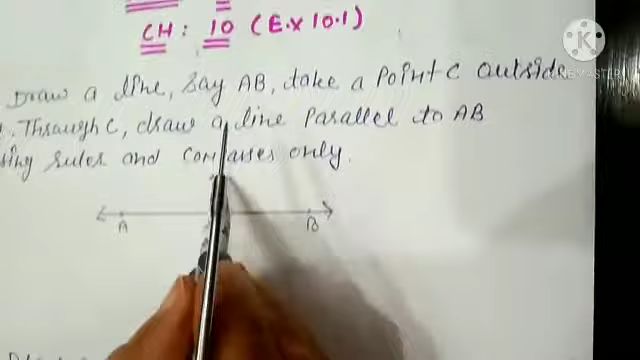 CH: 10 (E.X 10.1)
Draw a line, say AB, take a Point C outside
Through C, draw a line Parallel to AB
ruler and Compasses only.
A B
KINEMASTER